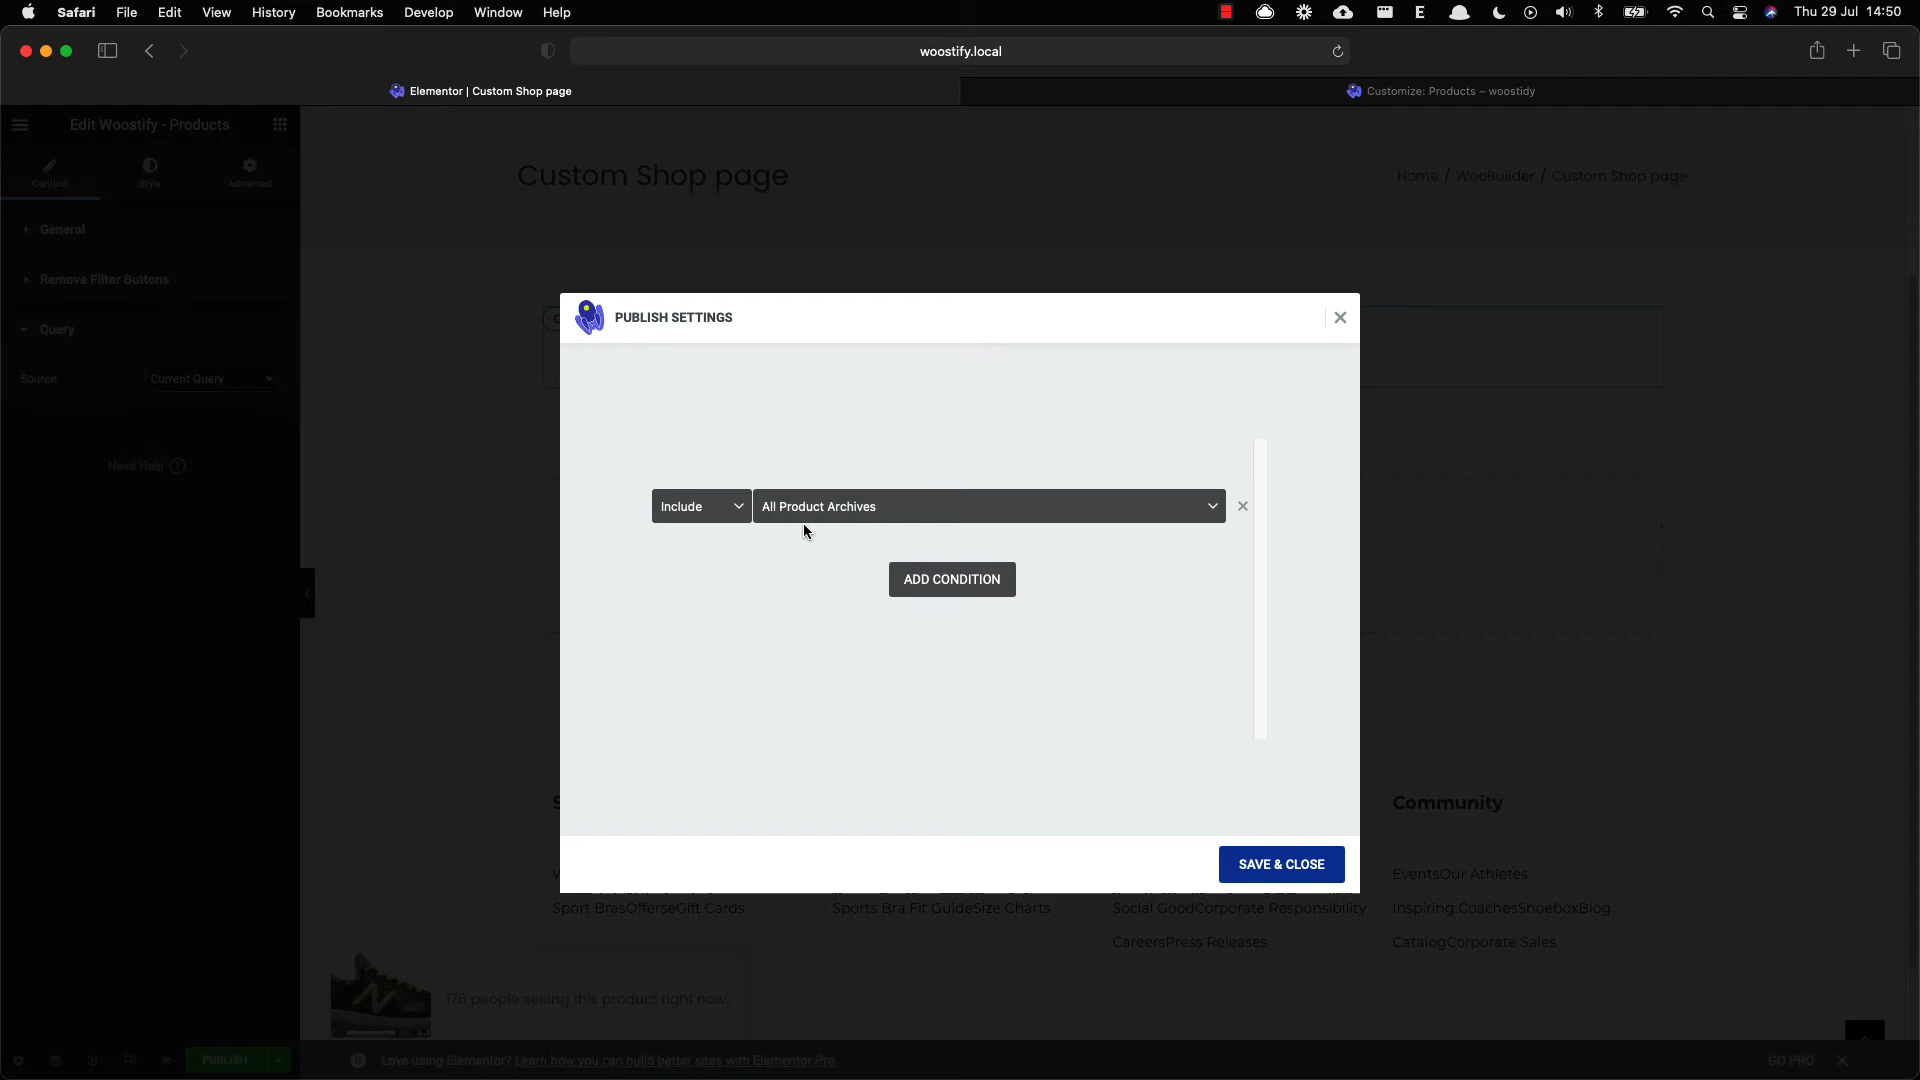 Safari File Edit View History Bookmarks Develop Window Help
E Thu 29 Jul 14:50
woostify.local
Elementor | Custom Shop page
Customize: Products – woostidy
Edit Woostify - Products
Content Style Advanced
General
Remove Filter Buttons
Query
Source Current Query
Need Help ?
Custom Shop page
Home / WooBuilder / Custom Shop page
PUBLISH SETTINGS
Include All Product Archives
ADD CONDITION
SAVE & CLOSE
Community
EventsOur Athletes
Sport BrasOfferseGift Cards
Sports Bra Fit GuideSize Charts
Social GoodCorporate Responsibility
Inspiring CoachesShoeboxBlog
CareersPress Releases
CatalogCorporate Sales
176 people seeing this product right now.
PUBLISH
Love using Elementor? Learn how you can build better sites with Elementor Pro.
GO PRO